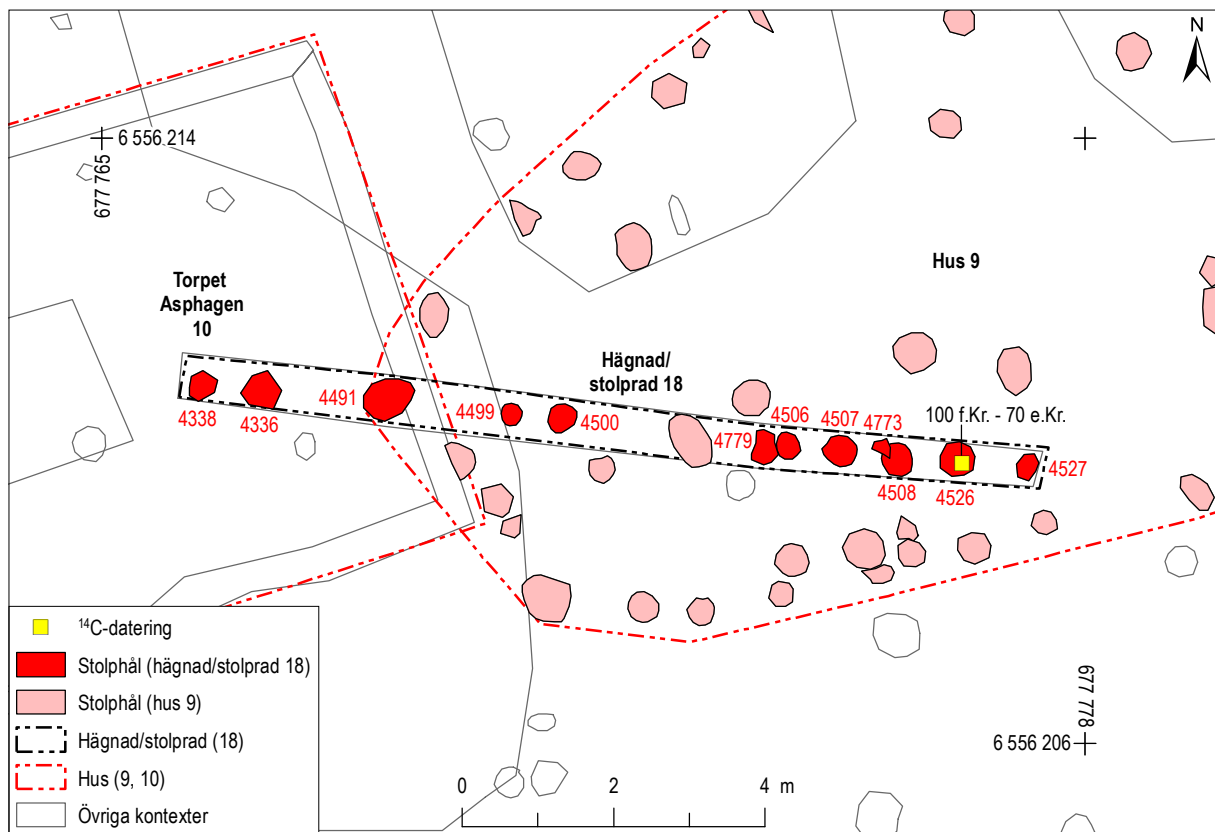 N
6 556 214
677 765
Hus 9
Torpet
Asphagen
10
Hägnad/
stolprad 18
4338
4336
4491
4499
4500
4779
4506
4507
4773
100 f.Kr. - 70 e.Kr.
4508
4526
4527
677 778
6 556 206
¹⁴C-datering
Stolphål (hägnad/stolprad 18)
Stolphål (hus 9)
Hägnad/stolprad (18)
Hus (9, 10)
Övriga kontexter
0 2 4 m